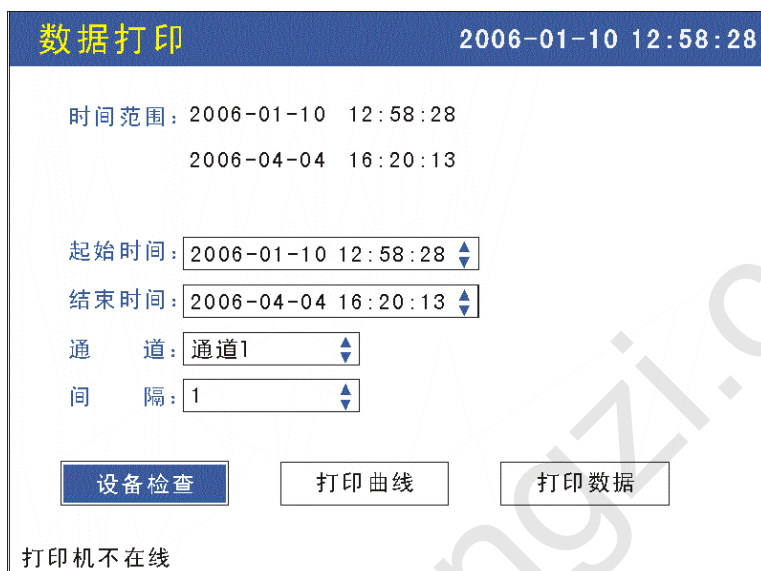 数据打印 2006-01-10 12:58:28
时间范围：2006-01-10 12:58:28
2006-04-04 16:20:13
起始时间：2006-01-10 12:58:28
结束时间：2006-04-04 16:20:13
通 道：通道1
间 隔：1
设备检查 打印曲线 打印数据
打印机不在线